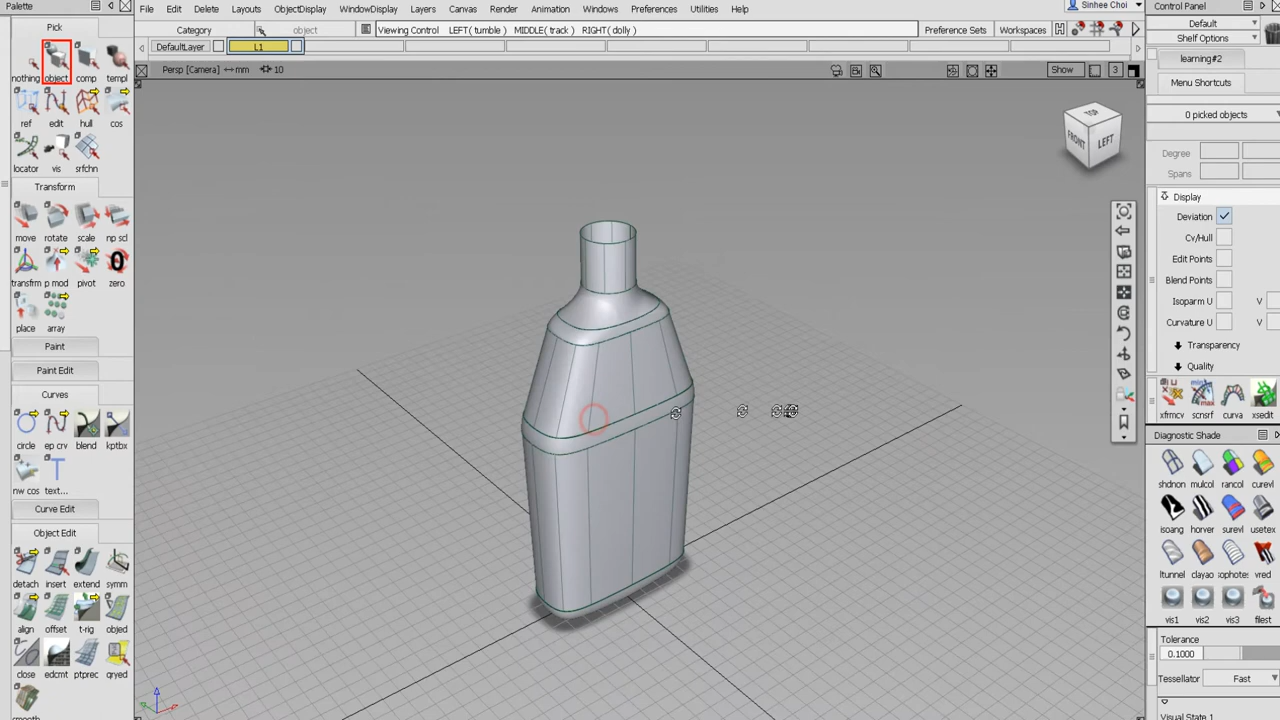 Palette
Pick
nothing object comp templ
ref edit hull cos
locator vis srfchn
Transform
move rotate scale np scl
transfrm p mod pivot zero
place array
Paint
Paint Edit
Curves
circle ep crv blend kptbx
nw cos text...
Curve Edit
Object Edit
detach insert extend symm
align offset t-rig objed
close edcmt ptprec qryed
File Edit Delete Layouts ObjectDisplay WindowDisplay Layers Canvas Render Animation Windows Preferences Utilities Help
Sinhee Choi
Category object Viewing Control LEFT( tumble ) MIDDLE( track ) RIGHT( dolly ) Preference Sets Workspaces
DefaultLayer L1
Persp [Camera] mm 10 Show 3
TOP
FRONT LEFT
Control Panel
Default
Shelf Options
learning#2
Menu Shortcuts
0 picked objects
Degree
Spans
Display
Deviation
Cv/Hull
Edit Points
Blend Points
Isoparm U V
Curvature U V
Transparency
Quality
xfrmcv scnsrf curva xsedit
Diagnostic Shade
shdnon mulcol rancol curevl
isoang horver surevl usetex
ltunnel clayao isophotes vred
vis1 vis2 vis3 filest
Tolerance
0.1000
Tessellator Fast
Visual State 1